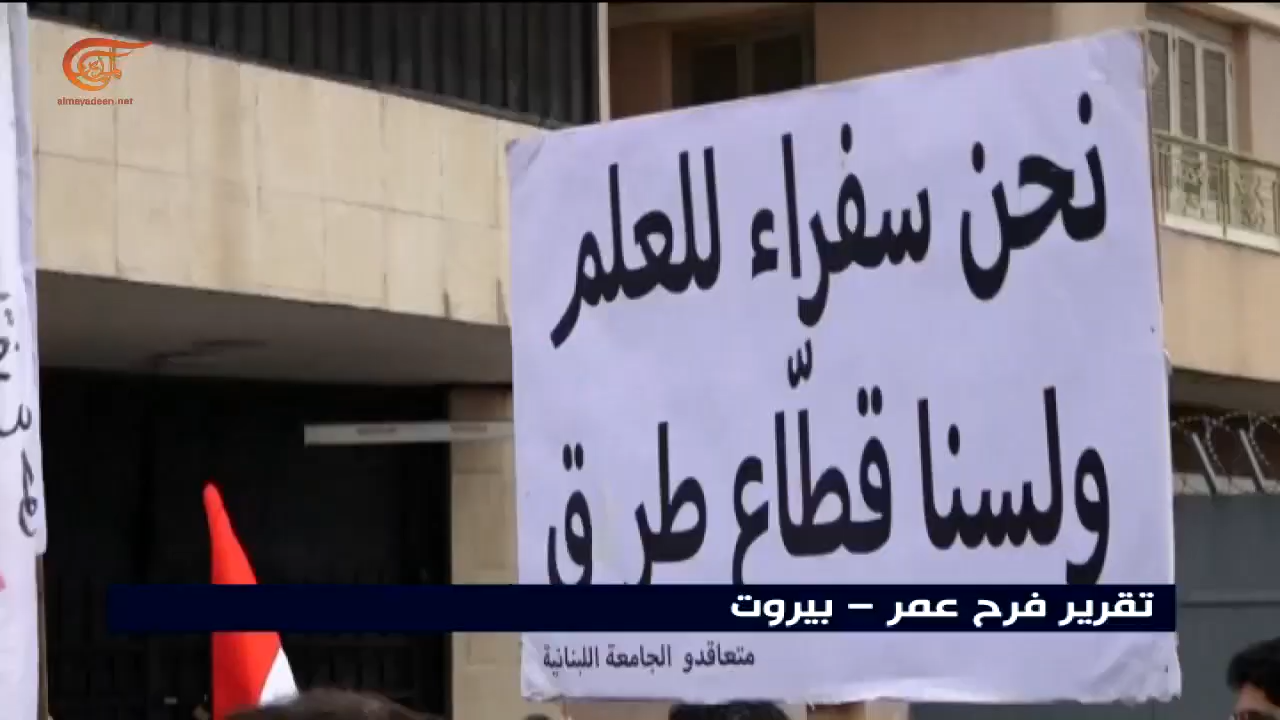 almayadeen.net
نحن سفراء للعلم
ولسنا قطّاع طرق
تقرير فرح عمر – بيروت
متعاقدو الجامعة اللبنانية